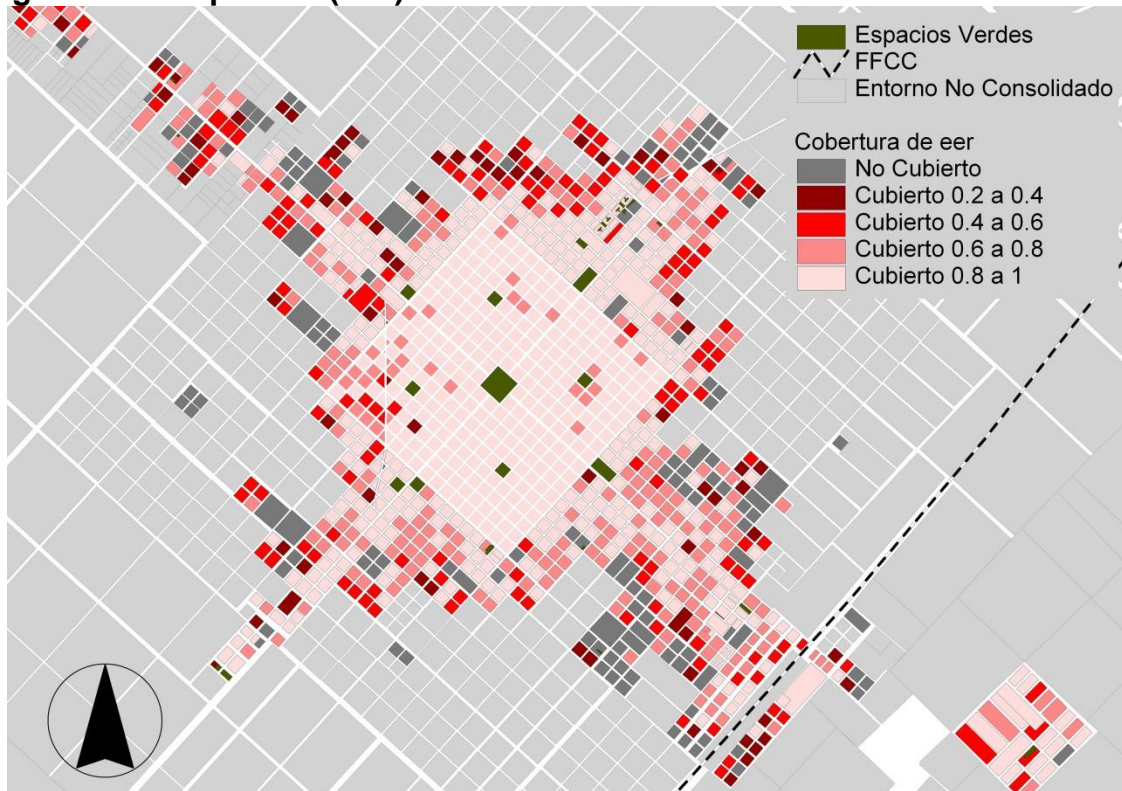 Espacios Verdes
FFCC
Entorno No Consolidado
Cobertura de eer
No Cubierto
Cubierto 0.2 a 0.4
Cubierto 0.4 a 0.6
Cubierto 0.6 a 0.8
Cubierto 0.8 a 1